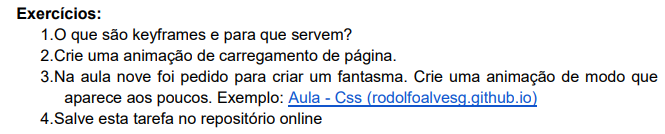 Exercícios:
1.O que são keyframes e para que servem?
2.Crie uma animação de carregamento de página.
3.Na aula nove foi pedido para criar um fantasma. Crie uma animação de modo que
aparece aos poucos. Exemplo: Aula - Css (rodolfoalvesg.github.io)
4.Salve esta tarefa no repositório online